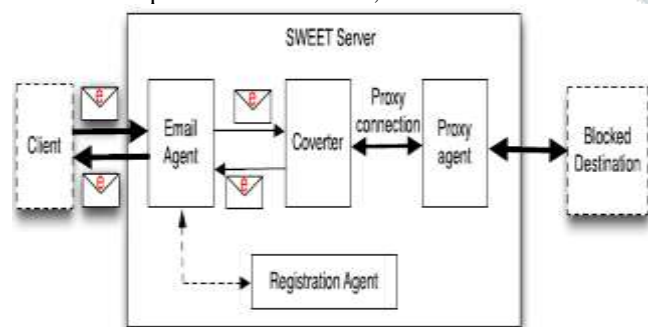 SWEET Server
Client
e
e
Email
Agent
e
e
Coverter
Proxy
connection
Proxy
agent
Blocked
Destination
Registration Agent